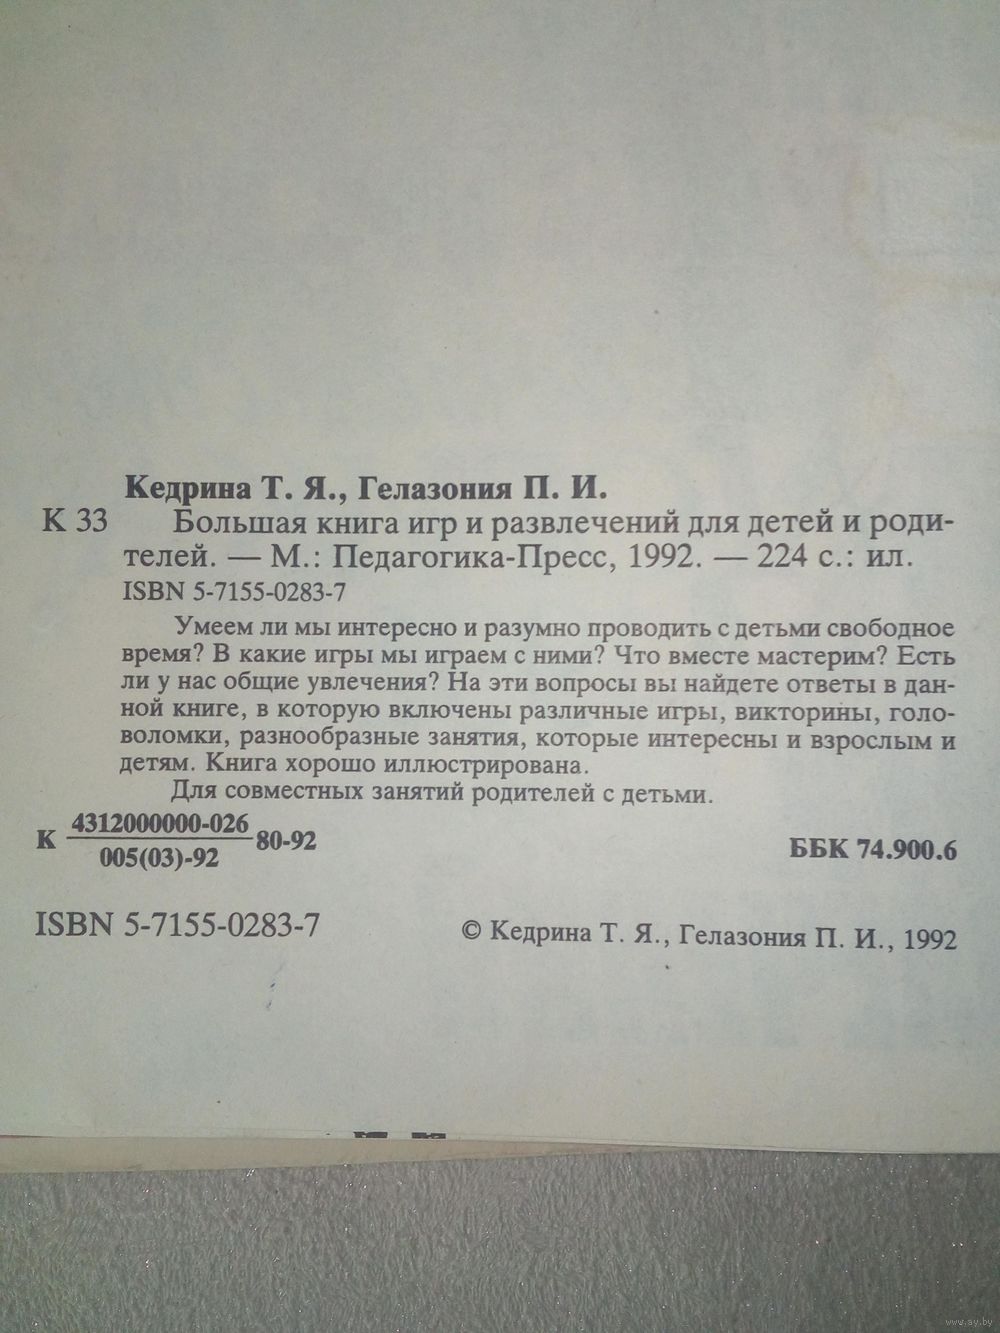 Кедрина Т. Я., Гелазония П. И.
К 33 Большая книга игр и развлечений для детей и роди-
телей. — М.: Педагогика-Пресс, 1992. — 224 с.: ил.
ISBN 5-7155-0283-7
Умеем ли мы интересно и разумно проводить с детьми свободное
время? В какие игры мы играем с ними? Что вместе мастерим? Есть
ли у нас общие увлечения? На эти вопросы вы найдете ответы в дан-
ной книге, в которую включены различные игры, викторины, голо-
воломки, разнообразные занятия, которые интересны и взрослым и
детям. Книга хорошо иллюстрирована.
Для совместных занятий родителей с детьми.
4312000000-026
К 80-92
005(03)-92
ББК 74.900.6
ISBN 5-7155-0283-7
© Кедрина Т. Я., Гелазония П. И., 1992
www.ay.by